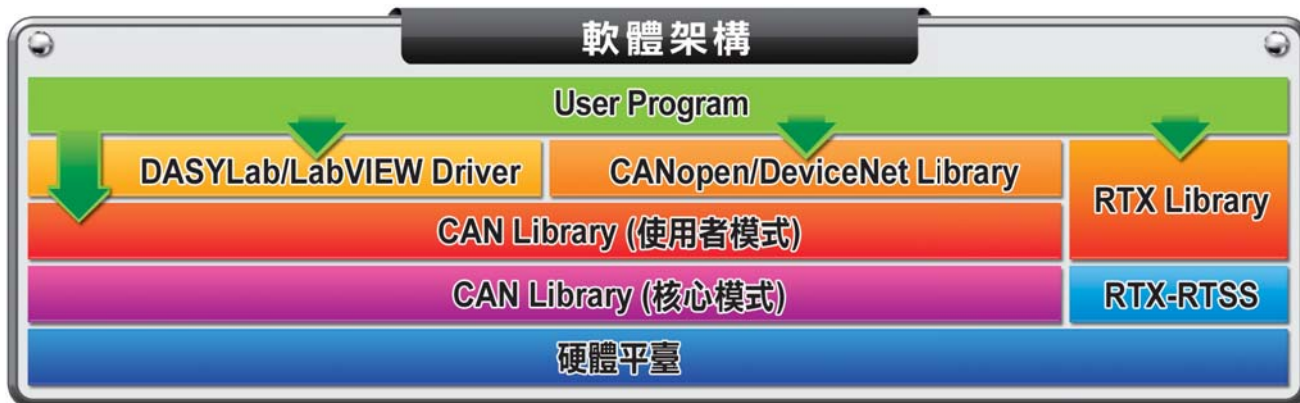 軟體架構
User Program
DASYLab/LabVIEW Driver
CANopen/DeviceNet Library
RTX Library
CAN Library (使用者模式)
CAN Library (核心模式)
RTX-RTSS
硬體平臺